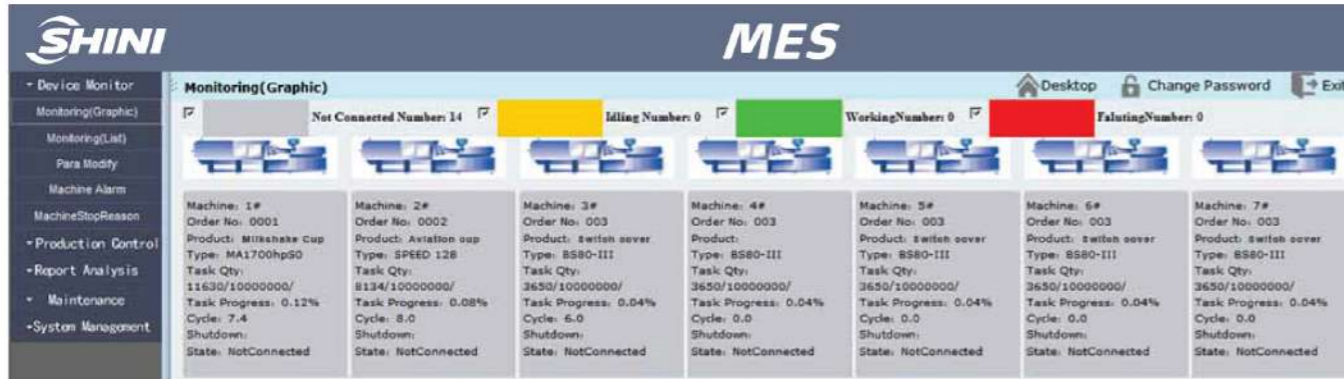 SHINI
MES
Device Monitor
Monitoring(Graphic)
Monitoring(List)
Para Modify
Machine Alarm
MachineStopReason
Production Control
Report Analysis
Maintenance
System Management
Monitoring(Graphic)
Desktop
Change Password
Exit
Not Connected Number: 14
Idling Number: 0
WorkingNumber: 0
FalutingNumber: 0
Machine: 1#
Order No: 0001
Product: Milkshake Cup
Type: MA1700hpS0
Task Qty:
11630/10000000/
Task Progress: 0.12%
Cycle: 7.4
Shutdown:
State: NotConnected
Machine: 2#
Order No: 0002
Product: Aviation cup
Type: SPEED 128
Task Qty:
8134/10000000/
Task Progress: 0.08%
Cycle: 8.0
Shutdown:
State: NotConnected
Machine: 3#
Order No: 003
Product: Switch cover
Type: BS80-III
Task Qty:
3650/10000000/
Task Progress: 0.04%
Cycle: 6.0
Shutdown:
State: NotConnected
Machine: 4#
Order No: 003
Product:
Type: BS80-III
Task Qty:
3650/10000000/
Task Progress: 0.04%
Cycle: 0.0
Shutdown:
State: NotConnected
Machine: 5#
Order No: 003
Product: Switch cover
Type: BS80-III
Task Qty:
3650/10000000/
Task Progress: 0.04%
Cycle: 0.0
Shutdown:
State: NotConnected
Machine: 6#
Order No: 003
Product: Switch cover
Type: BS80-III
Task Qty:
3650/10000000/
Task Progress: 0.04%
Cycle: 0.0
Shutdown:
State: NotConnected
Machine: 7#
Order No: 003
Product: Switch cover
Type: BS80-III
Task Qty:
3650/10000000/
Task Progress: 0.04%
Cycle: 0.0
Shutdown:
State: NotConnected